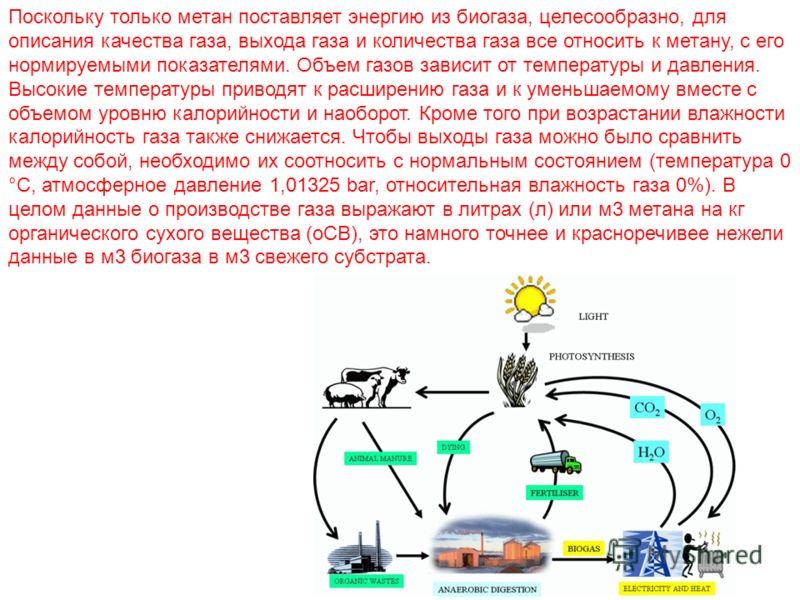 Поскольку только метан поставляет энергию из биогаза, целесообразно, для
описания качества газа, выхода газа и количества газа все относить к метану, с его
нормируемыми показателями. Объем газов зависит от температуры и давления.
Высокие температуры приводят к расширению газа и к уменьшаемому вместе с
объемом уровню калорийности и наоборот. Кроме того при возрастании влажности
калорийность газа также снижается. Чтобы выходы газа можно было сравнить
между собой, необходимо их соотносить с нормальным состоянием (температура 0
°C, атмосферное давление 1,01325 bar, относительная влажность газа 0%). В
целом данные о производстве газа выражают в литрах (л) или м3 метана на кг
органического сухого вещества (оСВ), это намного точнее и красноречивее нежели
данные в м3 биогаза в м3 свежего субстрата.
LIGHT
PHOTOSYNTHESIS
CO2
O2
DYING
H2O
ANIMAL MANURE
FERTILISER
BIOGAS
MyShared
ORGANIC WASTES
ANAEROBIC DIGESTION
ELECTRICITY AND HEAT